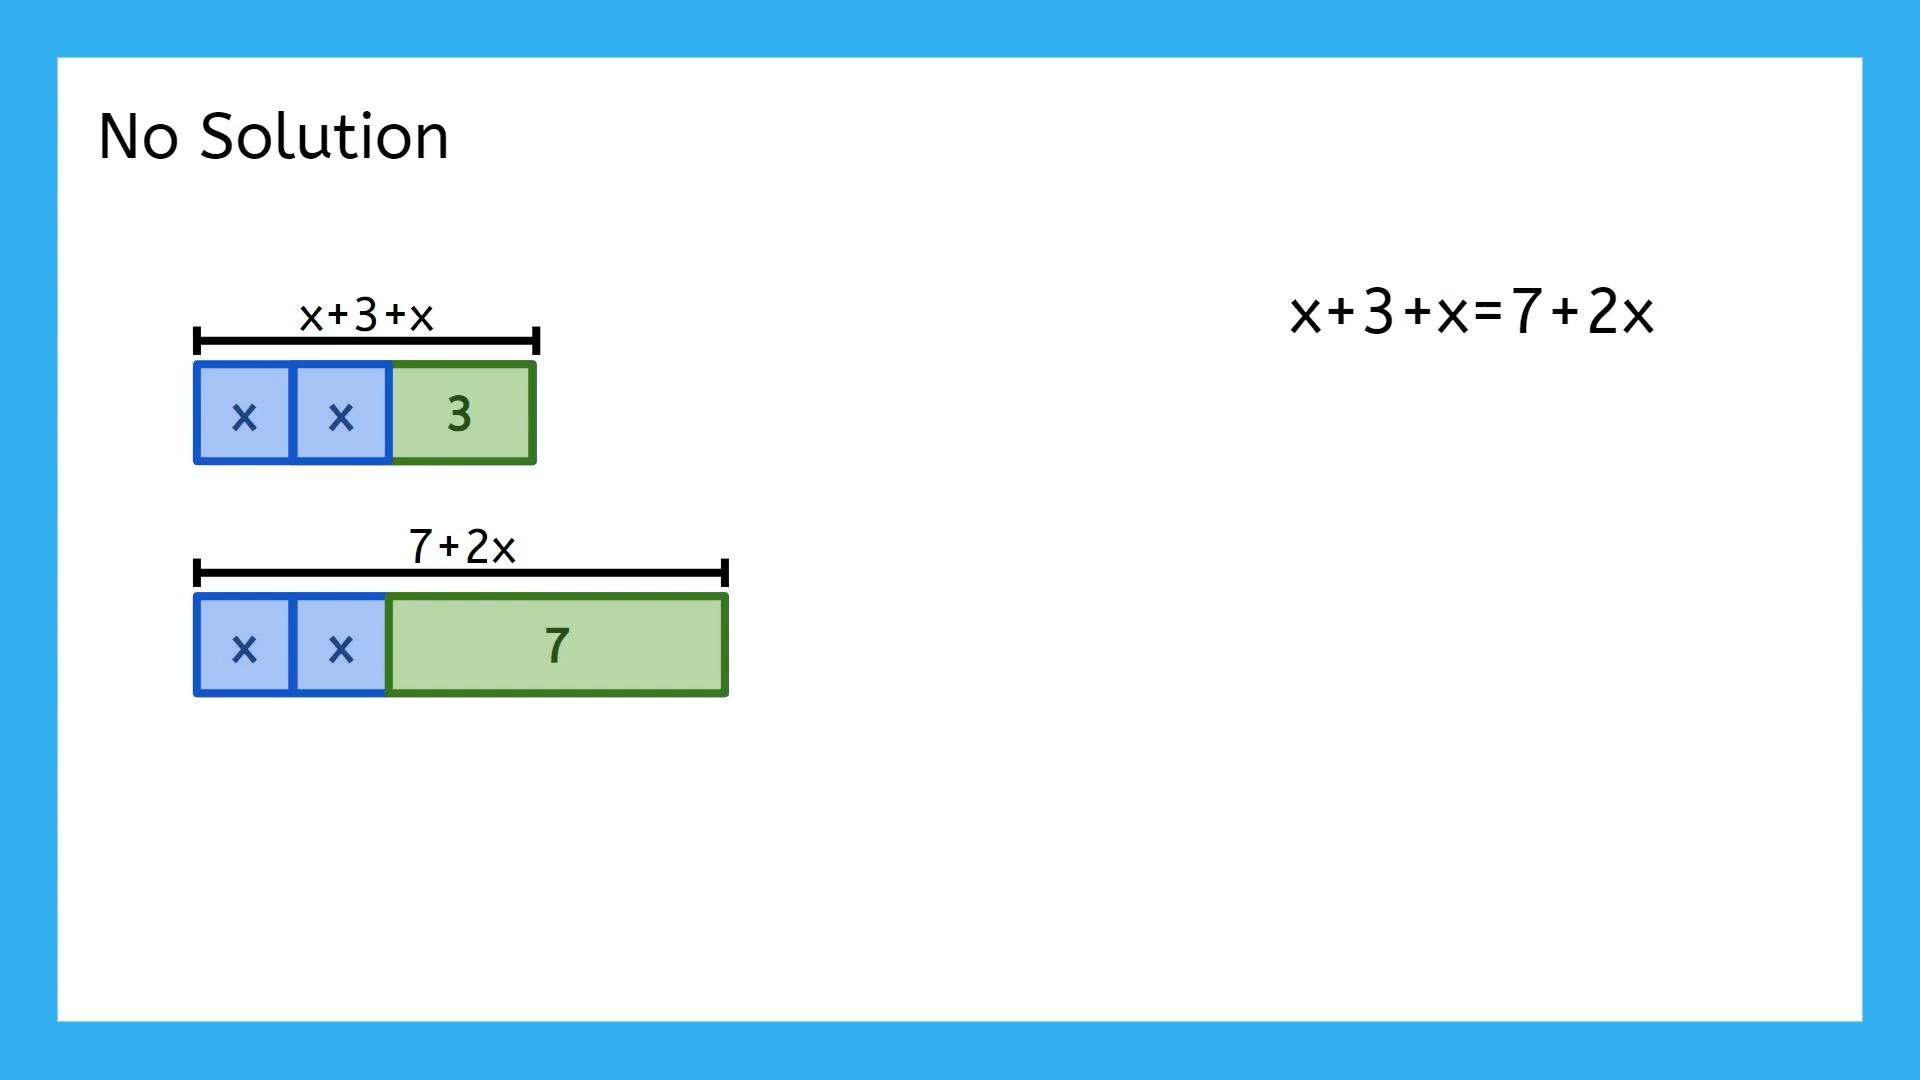 No Solution
x+3+x=7+2x
x+3+x
x x 3
7+2x
x x 7